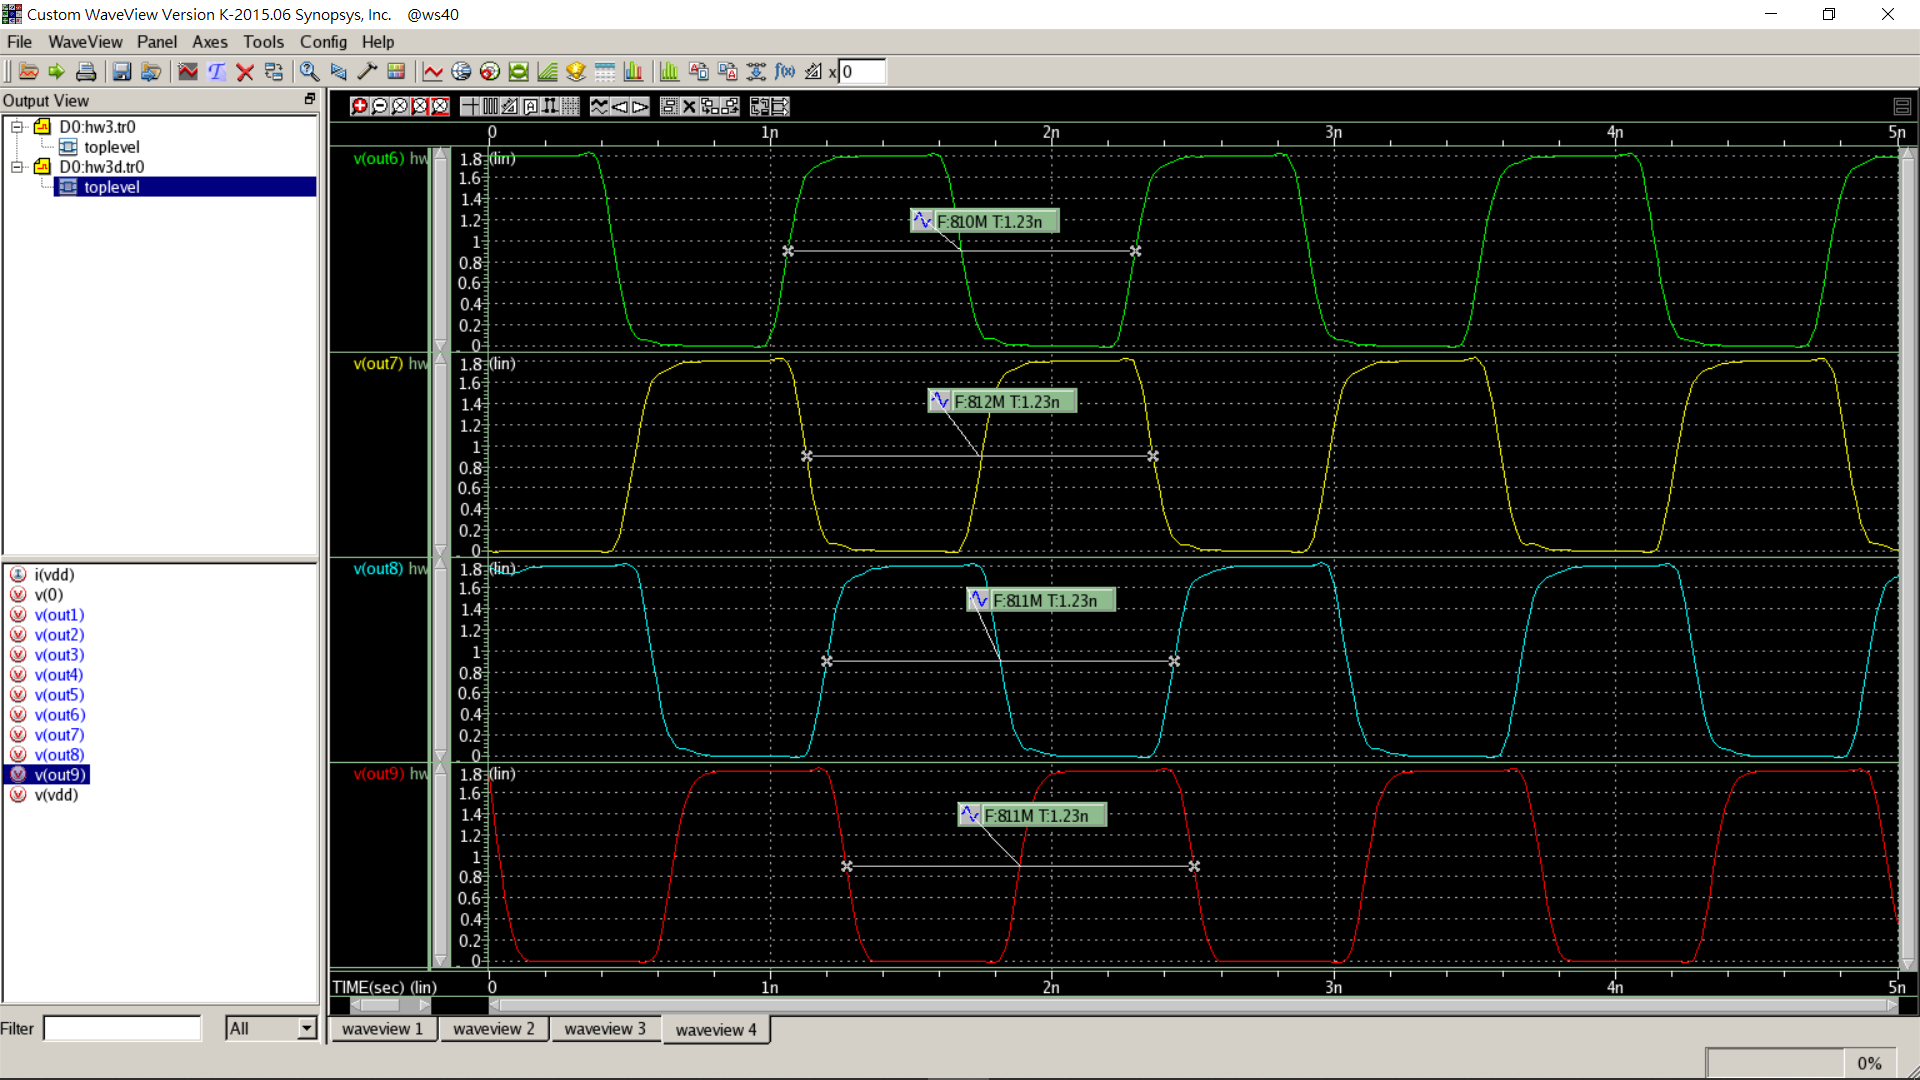 Custom WaveView Version K-2015.06 Synopsys, Inc. @ws40
File WaveView Panel Axes Tools Config Help
x 0
Output View
D0:hw3.tr0
toplevel
D0:hw3d.tr0
toplevel
i(vdd)
v(0)
v(out1)
v(out2)
v(out3)
v(out4)
v(out5)
v(out6)
v(out7)
v(out8)
v(out9)
v(vdd)
Filter All
0 1n 2n 3n 4n 5n
v(out6) hw
1.8 (lin)
1.6
1.4
1.2
1
0.8
0.6
0.4
0.2
0
F:810M T:1.23n
v(out7) hw
1.8 (lin)
1.6
1.4
1.2
1
0.8
0.6
0.4
0.2
0
F:812M T:1.23n
v(out8) hw
1.8 (lin)
1.6
1.4
1.2
1
0.8
0.6
0.4
0.2
0
F:811M T:1.23n
v(out9) hw
1.8 (lin)
1.6
1.4
1.2
1
0.8
0.6
0.4
0.2
0
F:811M T:1.23n
TIME(sec) (lin) 0 1n 2n 3n 4n 5n
waveview 1 waveview 2 waveview 3 waveview 4
0%